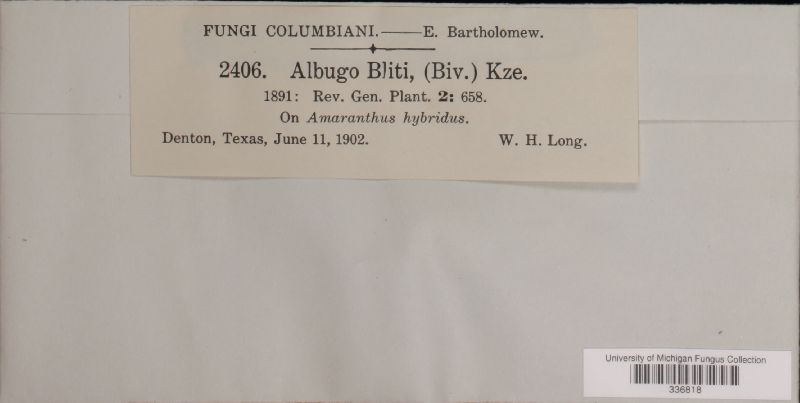 FUNGI COLUMBIANI.——E. Bartholomew.
2406. Albugo Bliti, (Biv.) Kze.
1891: Rev. Gen. Plant. 2: 658.
On Amaranthus hybridus.
Denton, Texas, June 11, 1902. W. H. Long.
University of Michigan Fungus Collection
336818